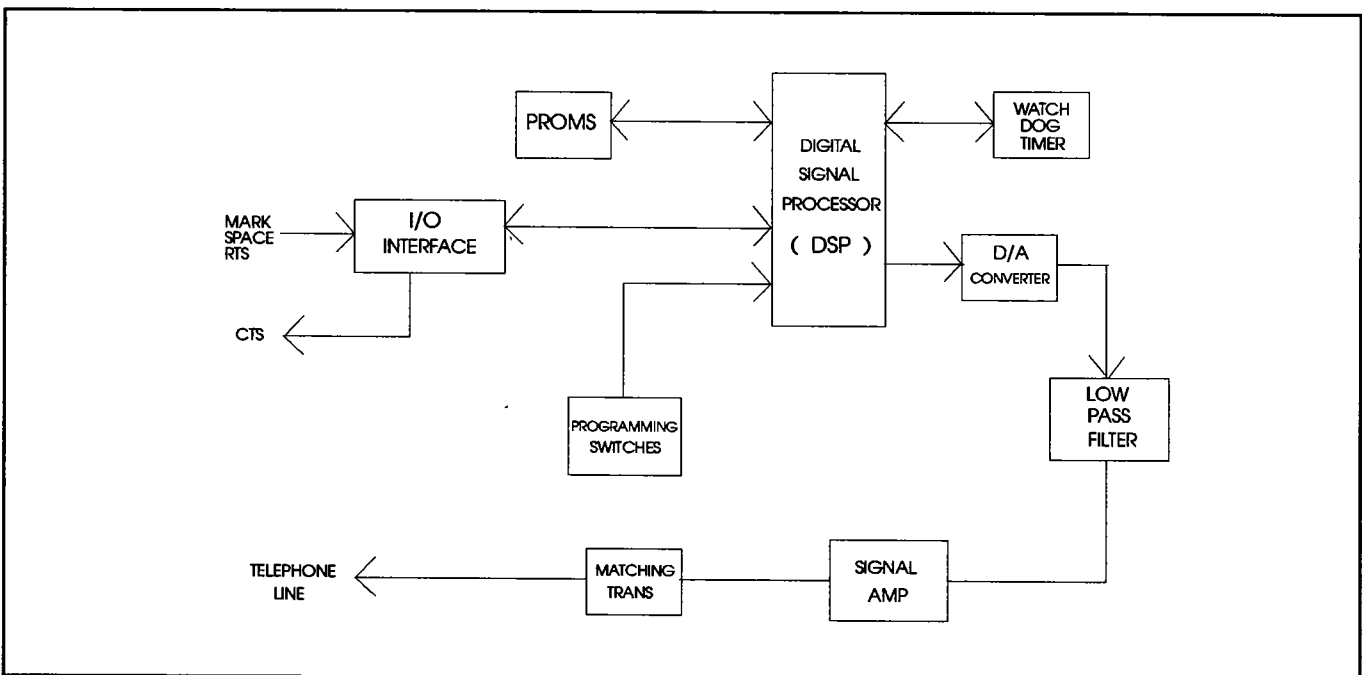 PROMS
DIGITAL
SIGNAL
PROCESSOR
( DSP )
WATCH
DOG
TIMER
MARK
SPACE
RTS
I/O
INTERFACE
D/A
CONVERTER
CTS
PROGRAMMING
SWITCHES
LOW
PASS
FILTER
TELEPHONE
LINE
MATCHING
TRANS
SIGNAL
AMP